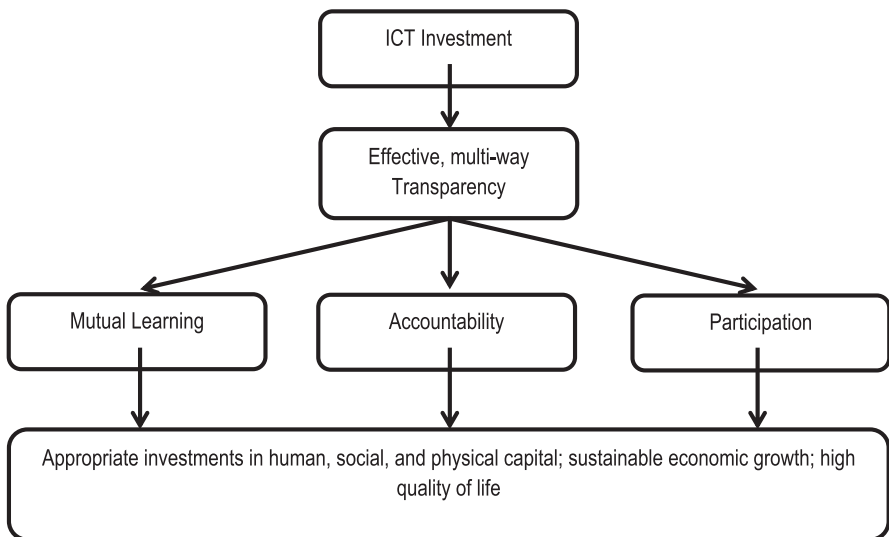 ICT Investment
Effective, multi-way
Transparency
Mutual Learning
Accountability
Participation
Appropriate investments in human, social, and physical capital; sustainable economic growth; high
quality of life